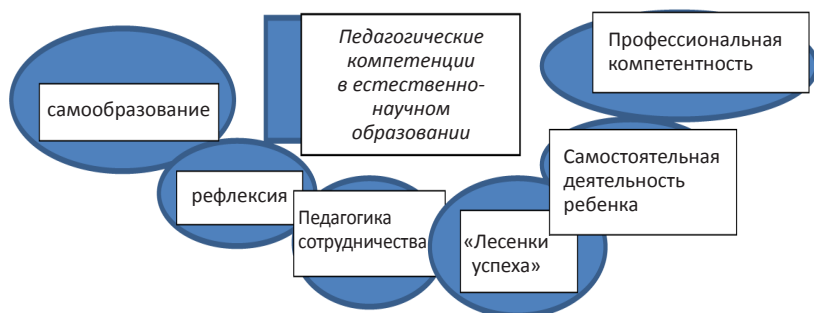 Педагогические
компетенции
в естественно-
научном
образовании
Профессиональная
компетентность
самообразование
Самостоятельная
деятельность
ребенка
рефлексия
Педагогика
сотрудничества
«Лесенки
успеха»